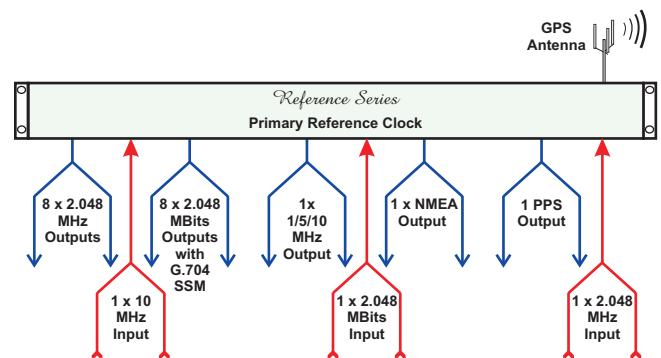 GPS
Antenna
Reference Series
Primary Reference Clock
8 x 2.048
MHz
Outputs
8 x 2.048
MBits
Outputs
with
G.704
SSM
1x
1/5/10
MHz
Output
1 x NMEA
Output
1 PPS
Output
1 x 10
MHz
Input
1 x 2.048
MBits
Input
1 x 2.048
MHz
Input